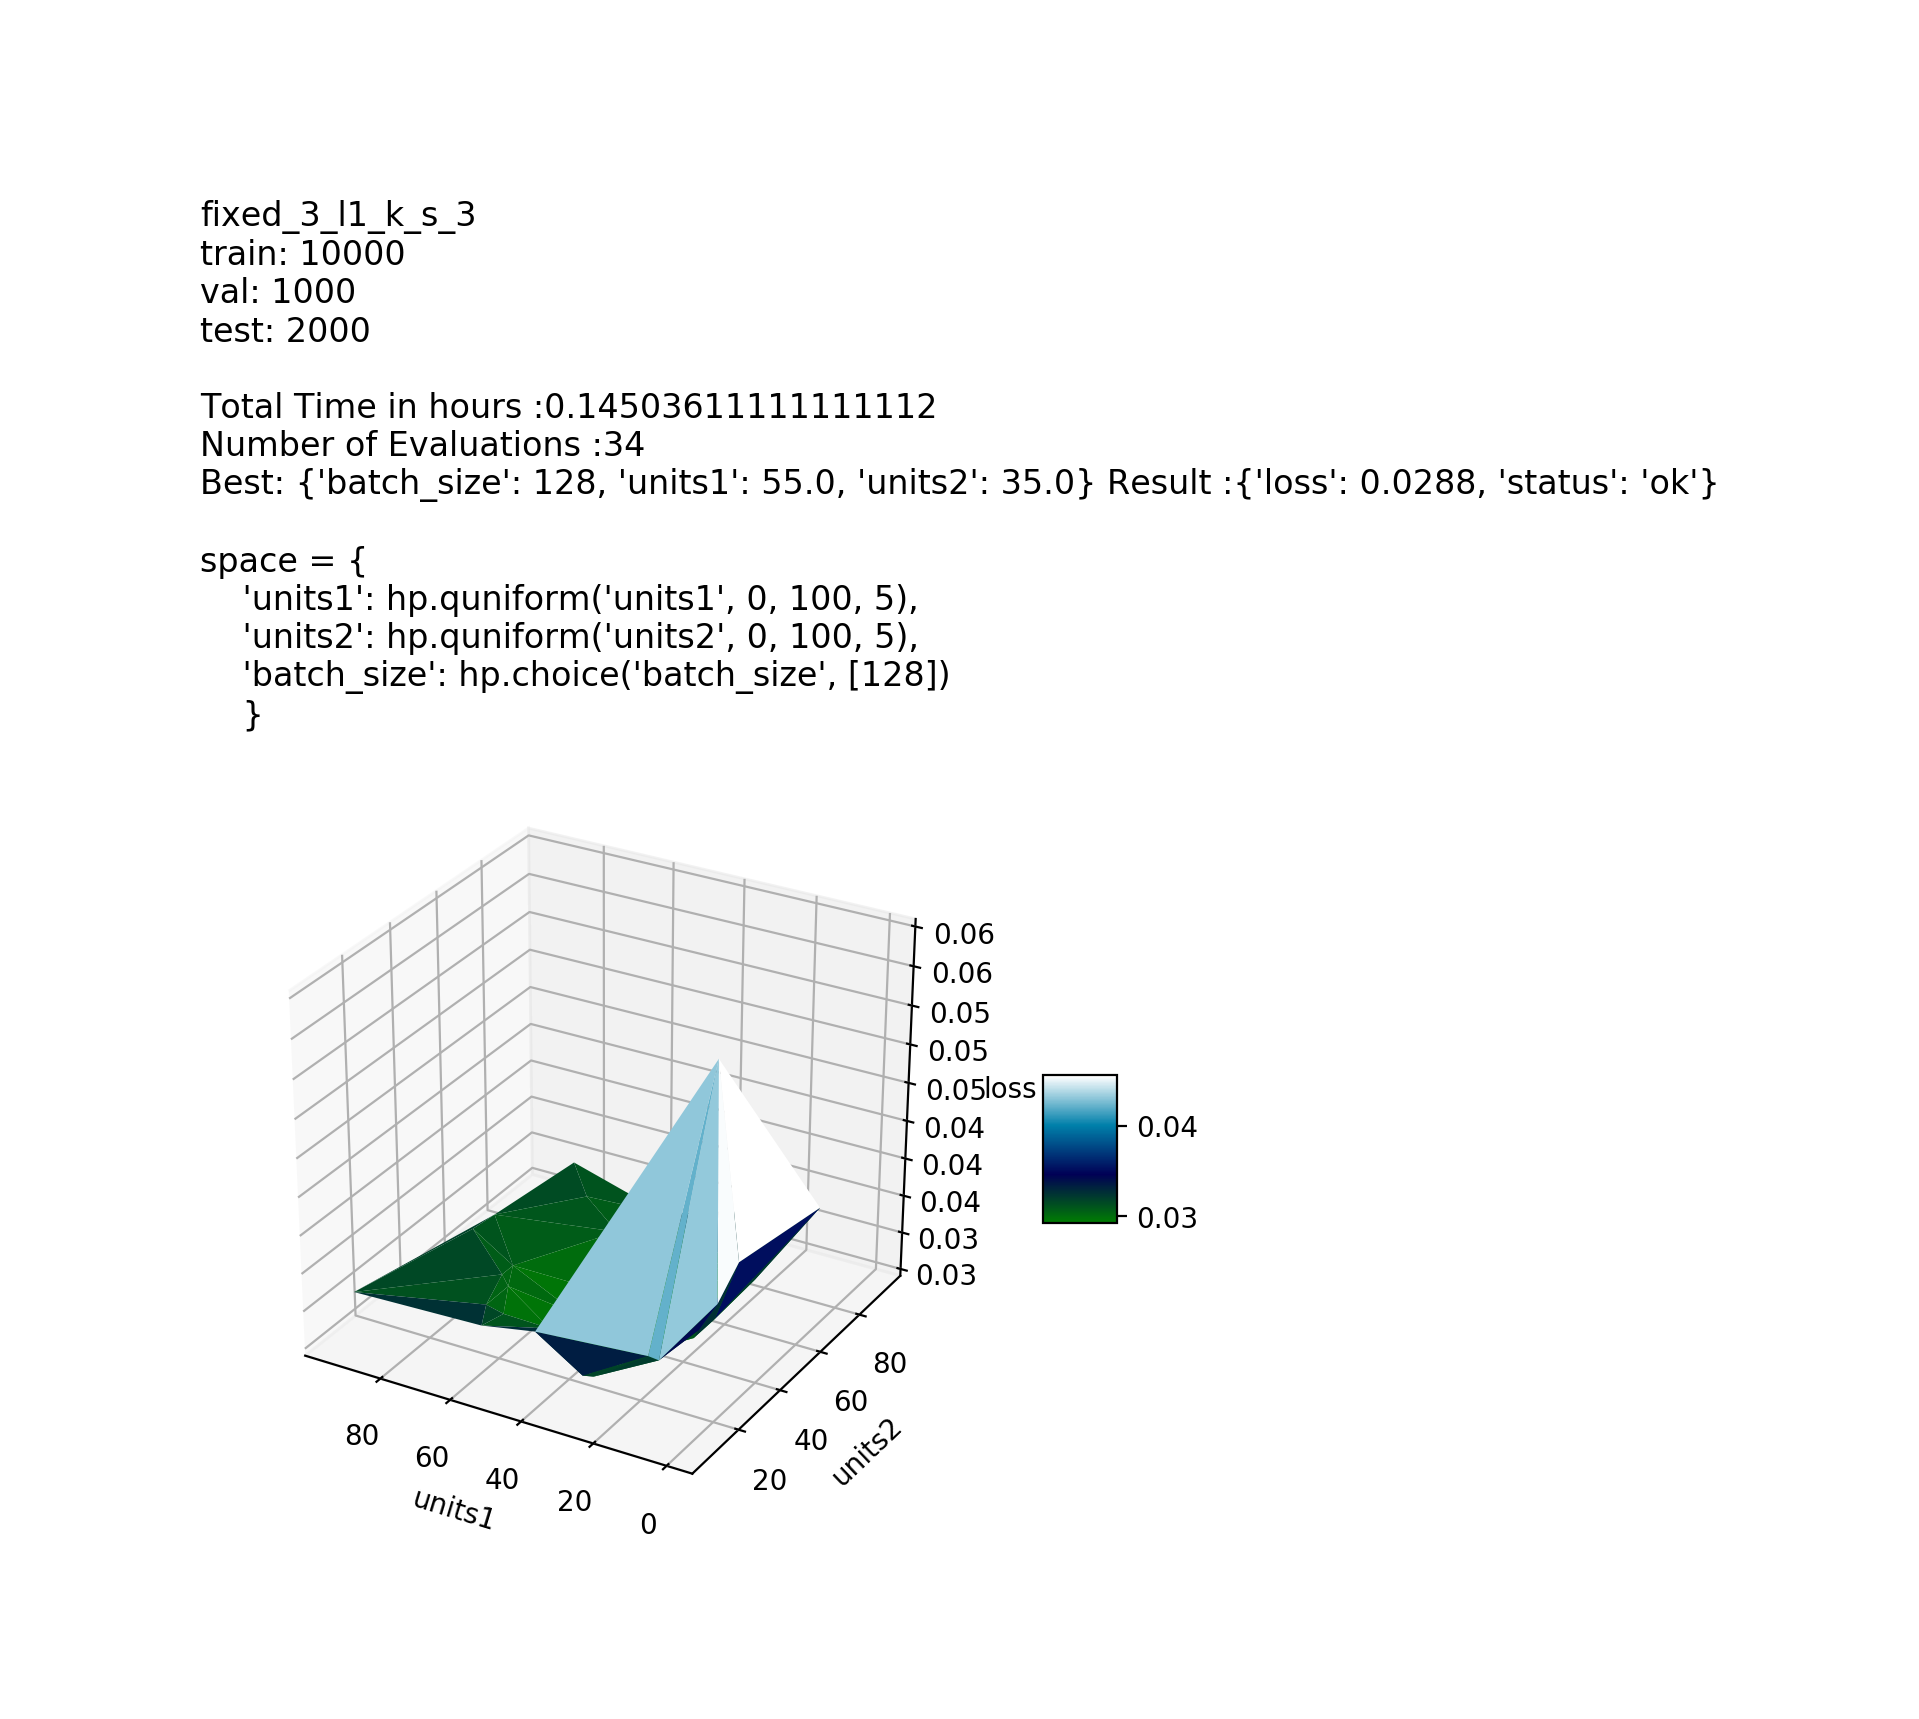 fixed_3_l1_k_s_3
train: 10000
val: 1000
test: 2000
Total Time in hours :0.14503611111111112
Number of Evaluations :34
Best: {'batch_size': 128, 'units1': 55.0, 'units2': 35.0} Result :{'loss': 0.0288, 'status': 'ok'}
space = {
'units1': hp.quniform('units1', 0, 100, 5),
'units2': hp.quniform('units2', 0, 100, 5),
'batch_size': hp.choice('batch_size', [128])
}
0.06
0.06
0.05
0.05
0.05
loss
0.04
0.04
0.04
0.03
0.03
0.04
0.03
80
60
40
20
0
units1
20
40
60
80
units2